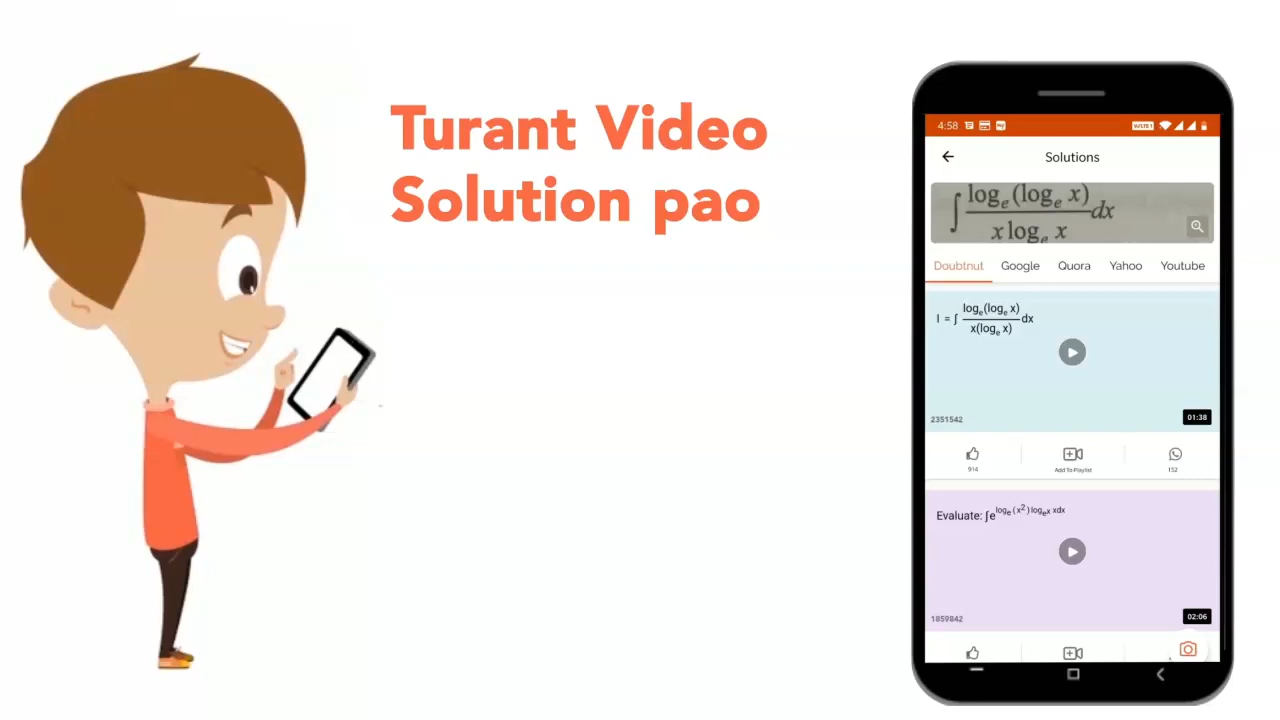 Turant Video
Solution pao
4:58
VoLTE1
Solutions
∫ logₑ(logₑ x) / x logₑ x dx
Doubtnut Google Quora Yahoo Youtube
I = ∫ logₑ(logₑ x) / x(logₑ x) dx
2351542
01:38
914
Add To Playlist
152
Evaluate: ∫e^logₑ(x²)logₑx xdx
1859842
02:06